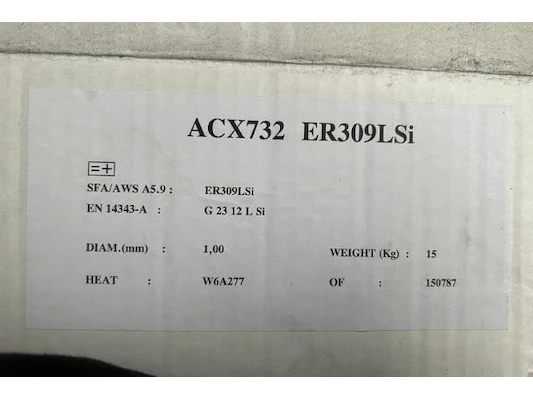 ACX732 ER309LSi
=+
SFA/AWS A5.9 : ER309LSi
EN 14343-A : G 23 12 L Si
DIAM.(mm) : 1,00 WEIGHT (Kg) : 15
HEAT : W6A277 OF : 150787